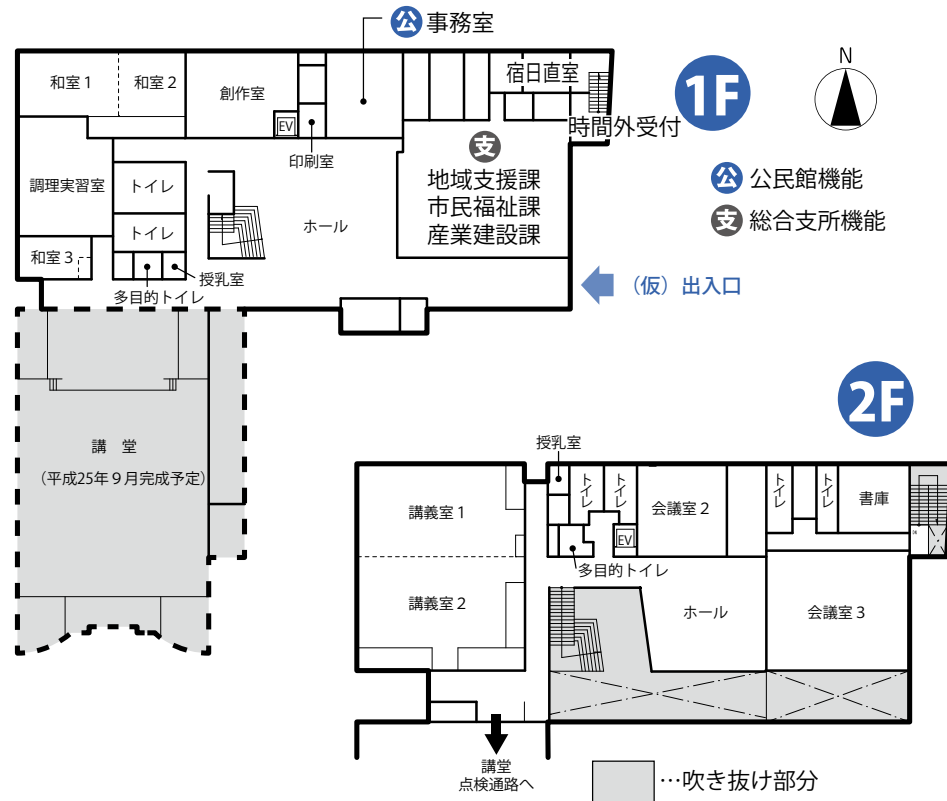 公 事務室
1F
N
和室1
和室2
創作室
EV
印刷室
宿日直室
時間外受付
支
地域支援課
市民福祉課
産業建設課
公 公民館機能
支 総合支所機能
調理実習室
トイレ
トイレ
ホール
和室3
授乳室
多目的トイレ
(仮)出入口
講 堂
(平成25年9月完成予定)
2F
授乳室
講義室1
トイレ
トイレ
EV
会議室2
トイレ
トイレ
書庫
多目的トイレ
講義室2
ホール
会議室3
講堂
点検通路へ
…吹き抜け部分